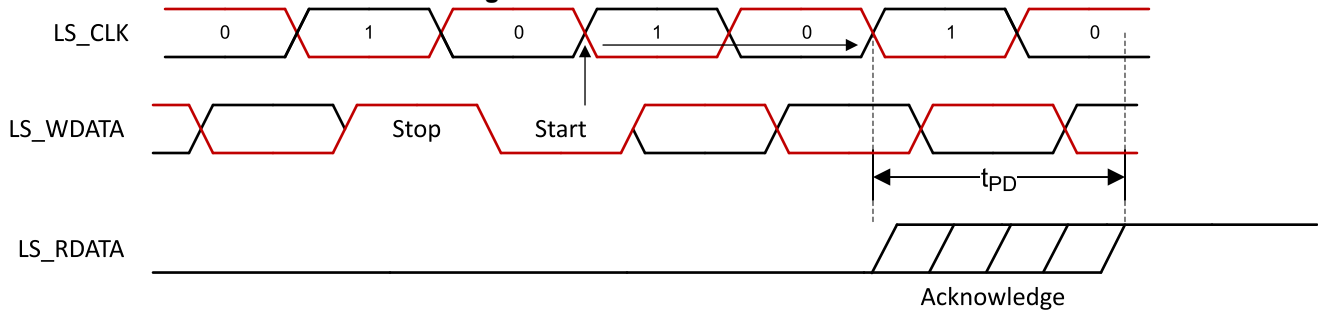 LS_CLK 0 1 0 1 0 1 0
LS_WDATA Stop Start
tPD
LS_RDATA
Acknowledge